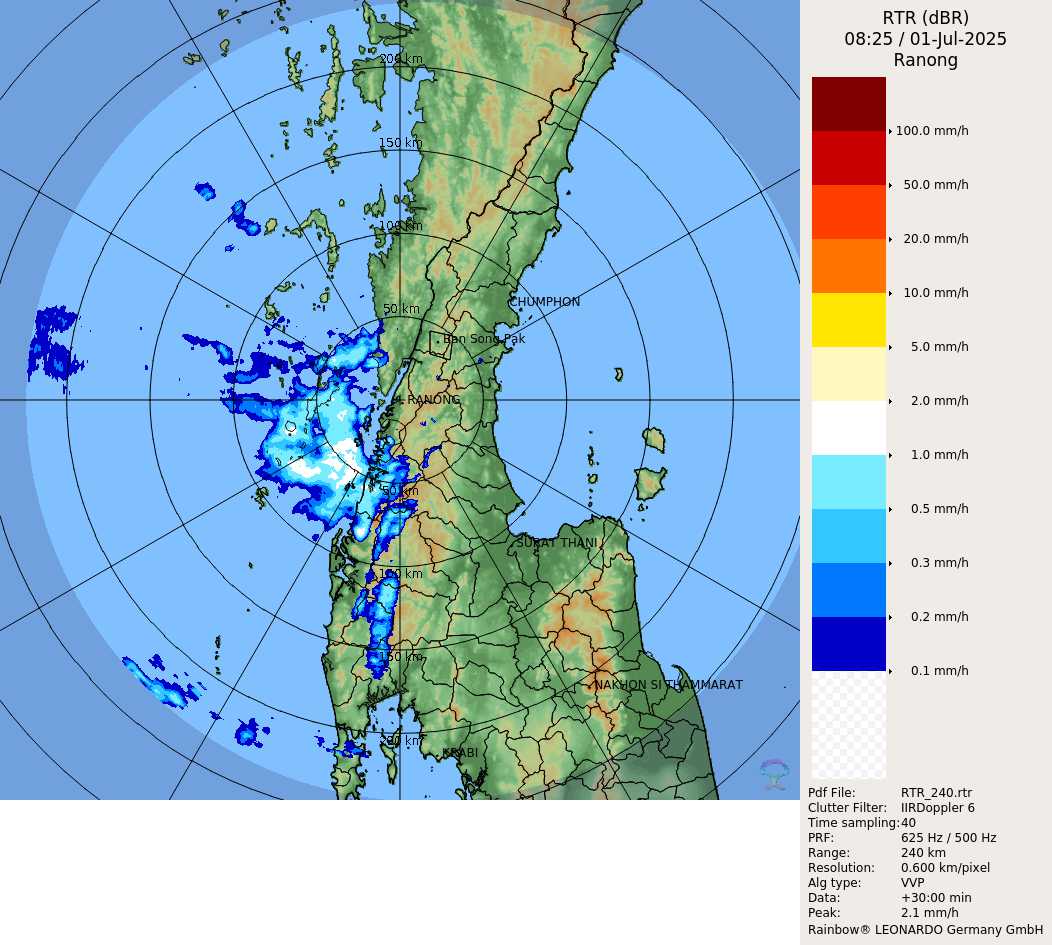 200 km
150 km
100 km
50 km
CHUMPHON
Ban Song Pak
RANONG
50 km
SURAT THANI
100 km
150 km
NAKHON SI THAMMARAT
200 km
KRABI
RTR (dBR)
08:25 / 01-Jul-2025
Ranong
100.0 mm/h
50.0 mm/h
20.0 mm/h
10.0 mm/h
5.0 mm/h
2.0 mm/h
1.0 mm/h
0.5 mm/h
0.3 mm/h
0.2 mm/h
0.1 mm/h
Pdf File: RTR_240.rtr
Clutter Filter: IIRDoppler 6
Time sampling: 40
PRF: 625 Hz / 500 Hz
Range: 240 km
Resolution: 0.600 km/pixel
Alg type: VVP
Data: +30:00 min
Peak: 2.1 mm/h
Rainbow® LEONARDO Germany GmbH